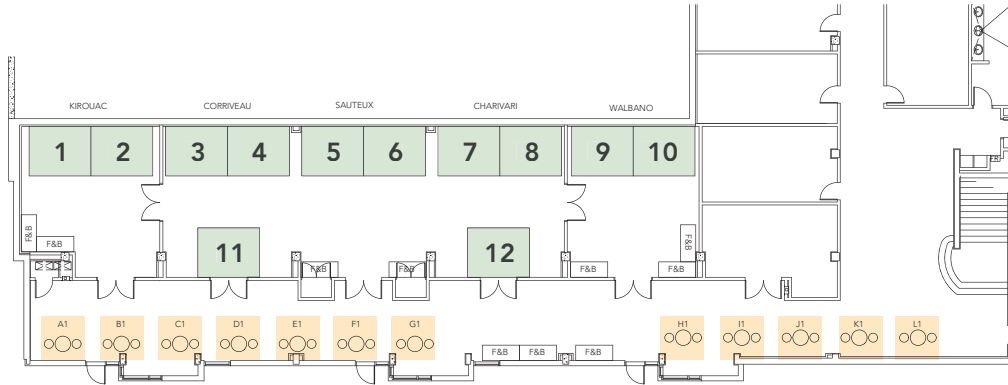 KIROUAC CORRIVEAU SAUTEUX CHARIVARI WALBANO
1 2 3 4 5 6 7 8 9 10
F&B
F&B
11
12
F&B
F&B
F&B
F&B
F&B
A1 B1 C1 D1 E1 F1 G1 H1 I1 J1 K1 L1
F&B F&B F&B